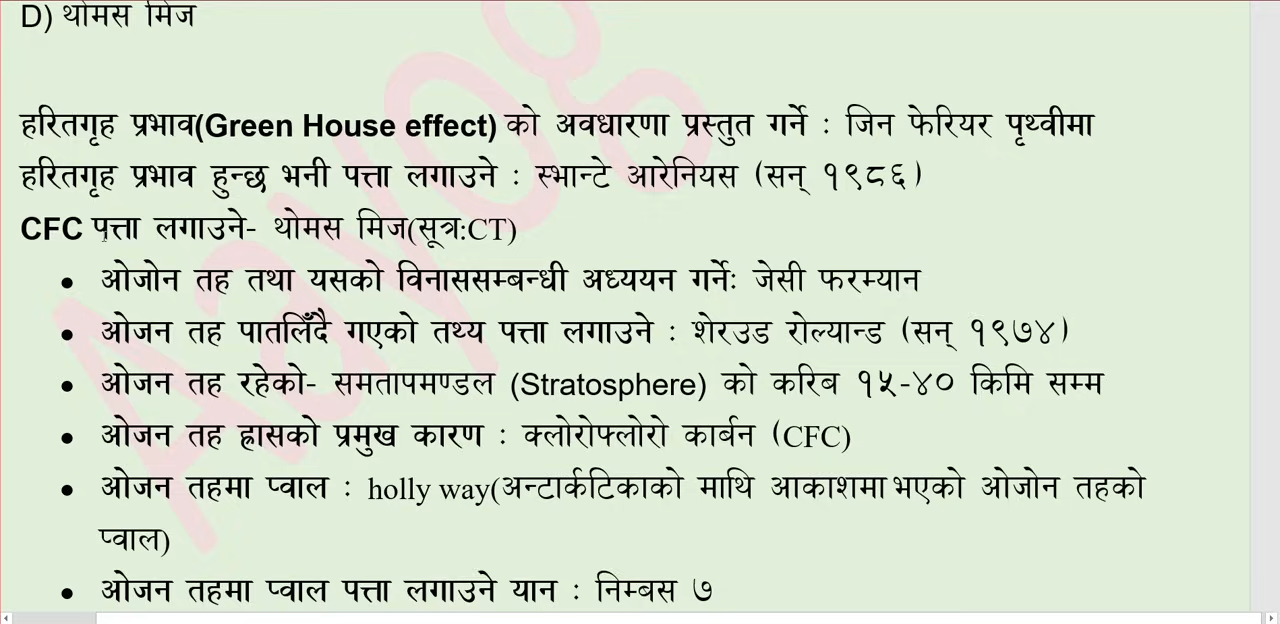 D) थोमस मिज
हरितगृह प्रभाव(Green House effect) को अवधारणा प्रस्तुत गर्ने : जिन फेरियर पृथ्वीमा
हरितगृह प्रभाव हुन्छ भनी पत्ता लगाउने : स्भान्टे आरेनियस (सन् १९८६)
CFC पत्ता लगाउने- थोमस मिज(सूत्र:CT)
• ओजोन तह तथा यसको विनाससम्बन्धी अध्ययन गर्नेः जेसी फरम्यान
• ओजन तह पातलिँदै गएको तथ्य पत्ता लगाउने : शेरउड रोल्यान्ड (सन् १९७४)
• ओजन तह रहेको- समतापमण्डल (Stratosphere) को करिब १५-४० किमि सम्म
• ओजन तह ह्रासको प्रमुख कारण : क्लोरोफ्लोरो कार्बन (CFC)
• ओजन तहमा प्वाल : holly way(अन्टार्कटिकाको माथि आकाशमा भएको ओजोन तहको
प्वाल)
• ओजन तहमा प्वाल पत्ता लगाउने यान : निम्बस ७
Aayog